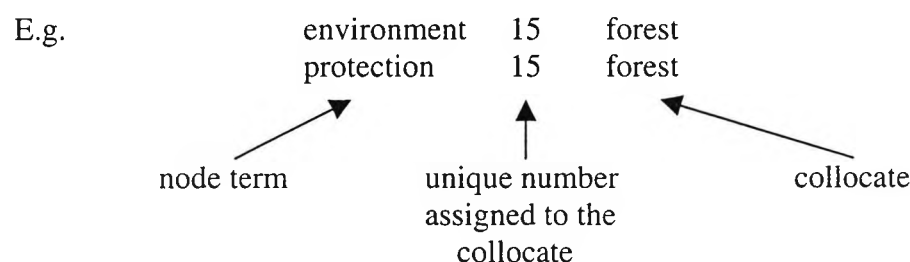 E.g. environment 15 forest
protection 15 forest
node term unique number collocate
assigned to the
collocate